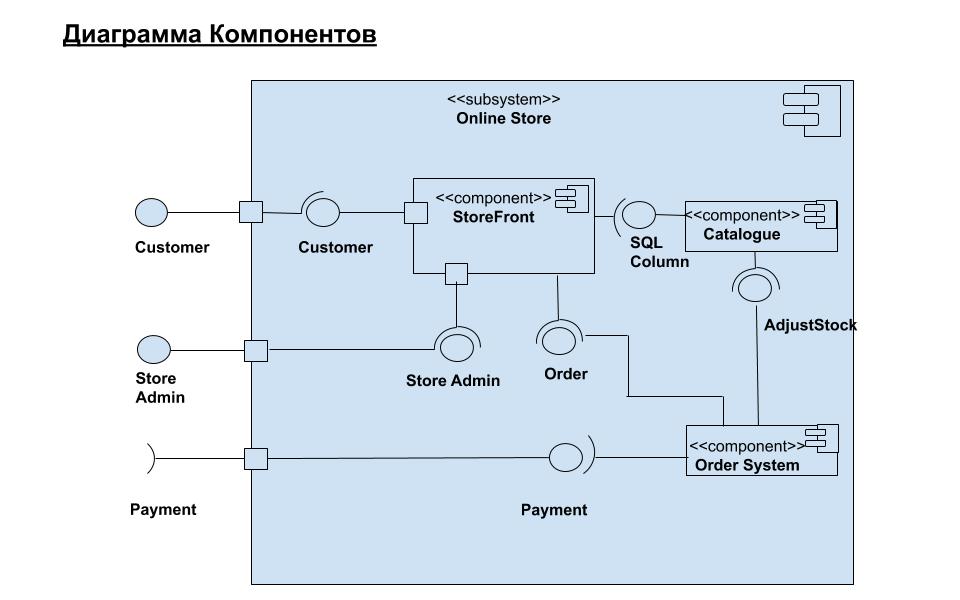 Диаграмма Компонентов
<<subsystem>>
Online Store
<<component>>
StoreFront
<<component>>
Catalogue
Customer
Customer
SQL
Column
AdjustStock
Store
Admin
Store Admin
Order
<<component>>
Order System
Payment
Payment